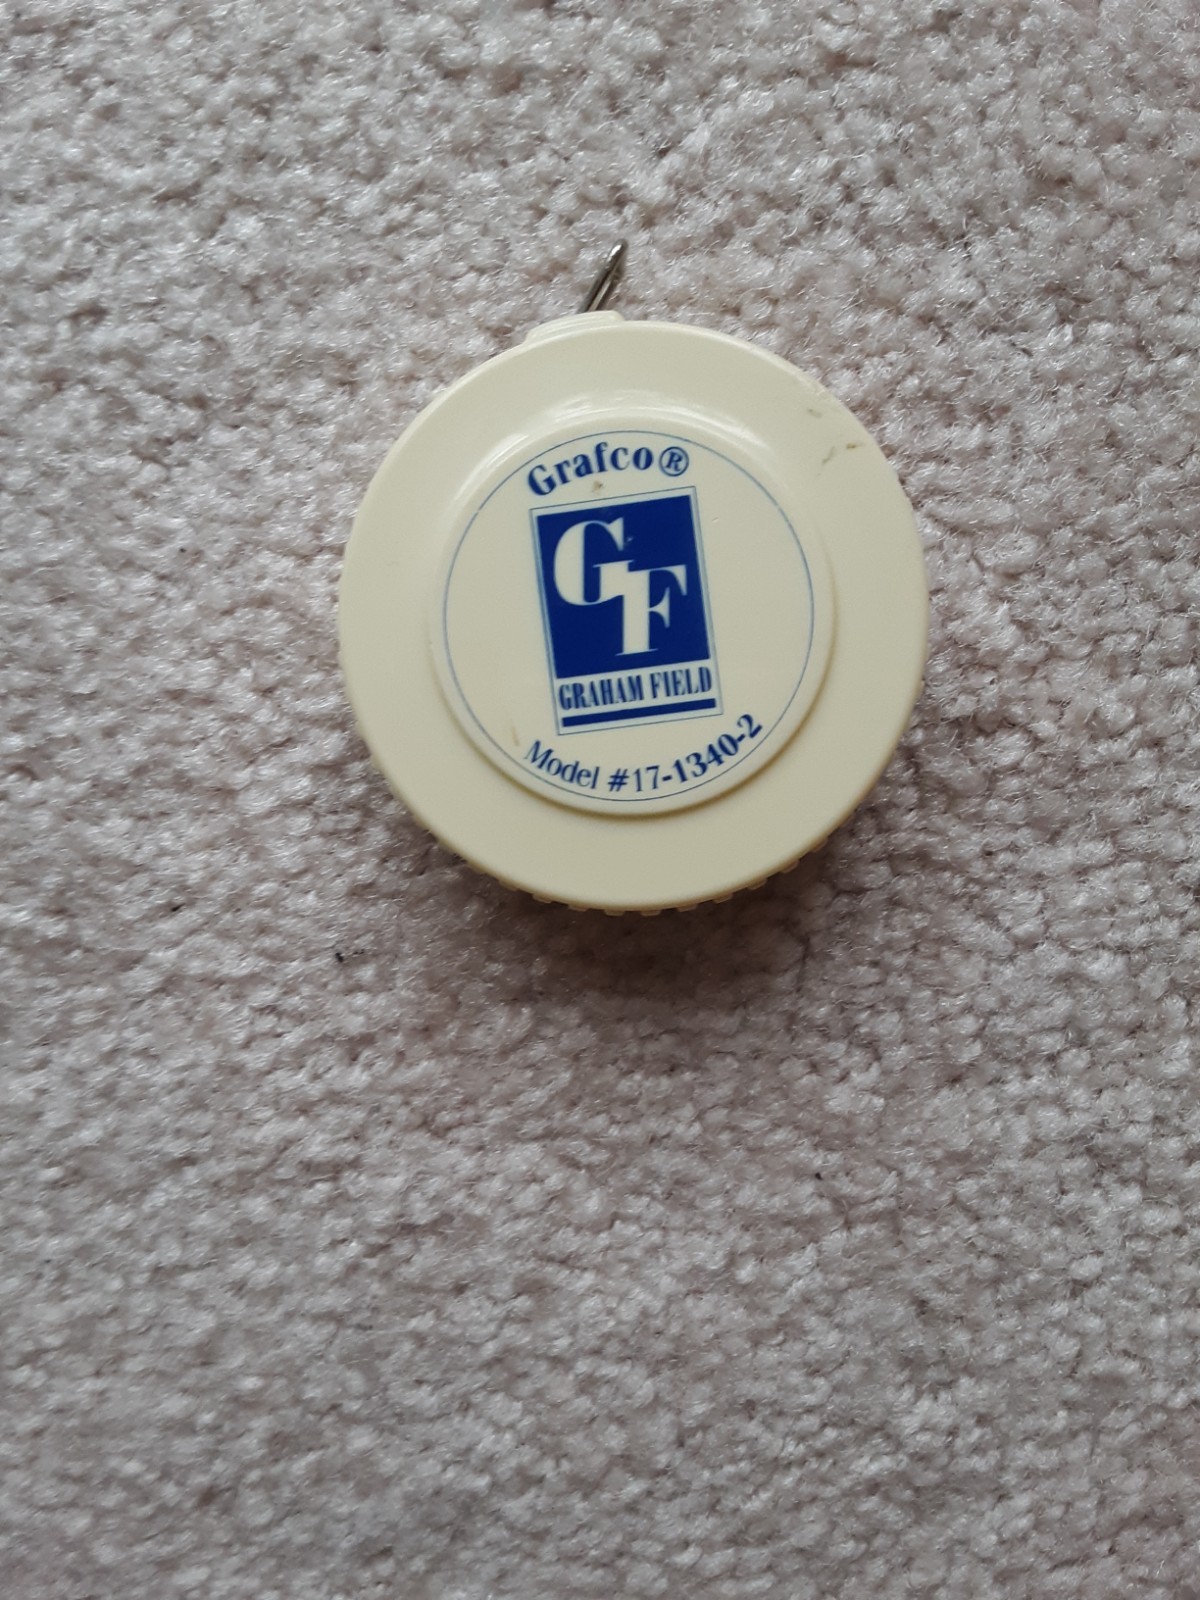 Grafco®
GF
GRAHAM FIELD
Model #17-1340-2